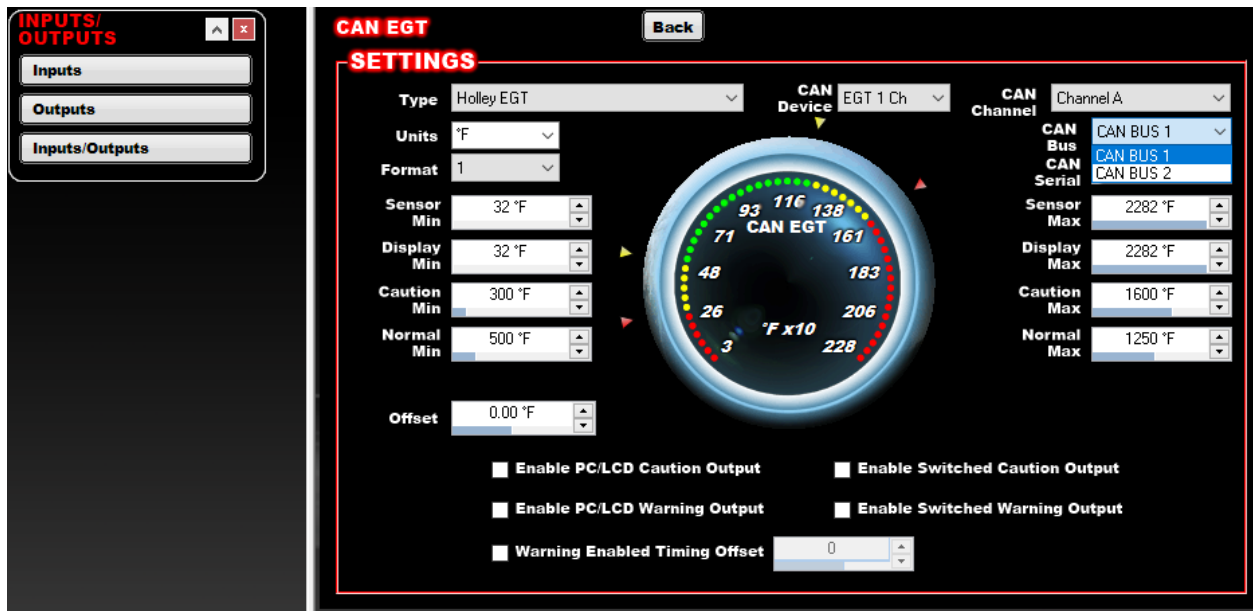 INPUTS/
OUTPUTS
x
Inputs
Outputs
Inputs/Outputs
CAN EGT
Back
SETTINGS
Type Holley EGT
CAN
Device EGT 1 Ch
CAN
Channel Channel A
Units °F
CAN
Bus CAN BUS 1
CAN BUS 1
CAN BUS 2
Format 1
CAN
Serial
Sensor
Min 32 °F
Sensor
Max 2282 °F
Display
Min 32 °F
Display
Max 2282 °F
Caution
Min 300 °F
Caution
Max 1600 °F
Normal
Min 500 °F
Normal
Max 1250 °F
CAN EGT
3
26
48
71
93
116
138
161
183
206
228
°F x10
Offset 0.00 °F
Enable PC/LCD Caution Output
Enable Switched Caution Output
Enable PC/LCD Warning Output
Enable Switched Warning Output
Warning Enabled Timing Offset 0